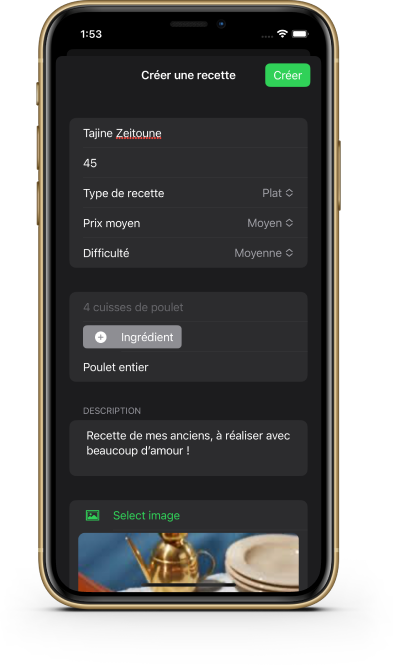 1:53
Créer une recette
Créer
Tajine Zeitoune
45
Type de recette Plat
Prix moyen Moyen
Difficulté Moyenne
4 cuisses de poulet
Ingrédient
Poulet entier
DESCRIPTION
Recette de mes anciens, à réaliser avec
beaucoup d'amour !
Select image